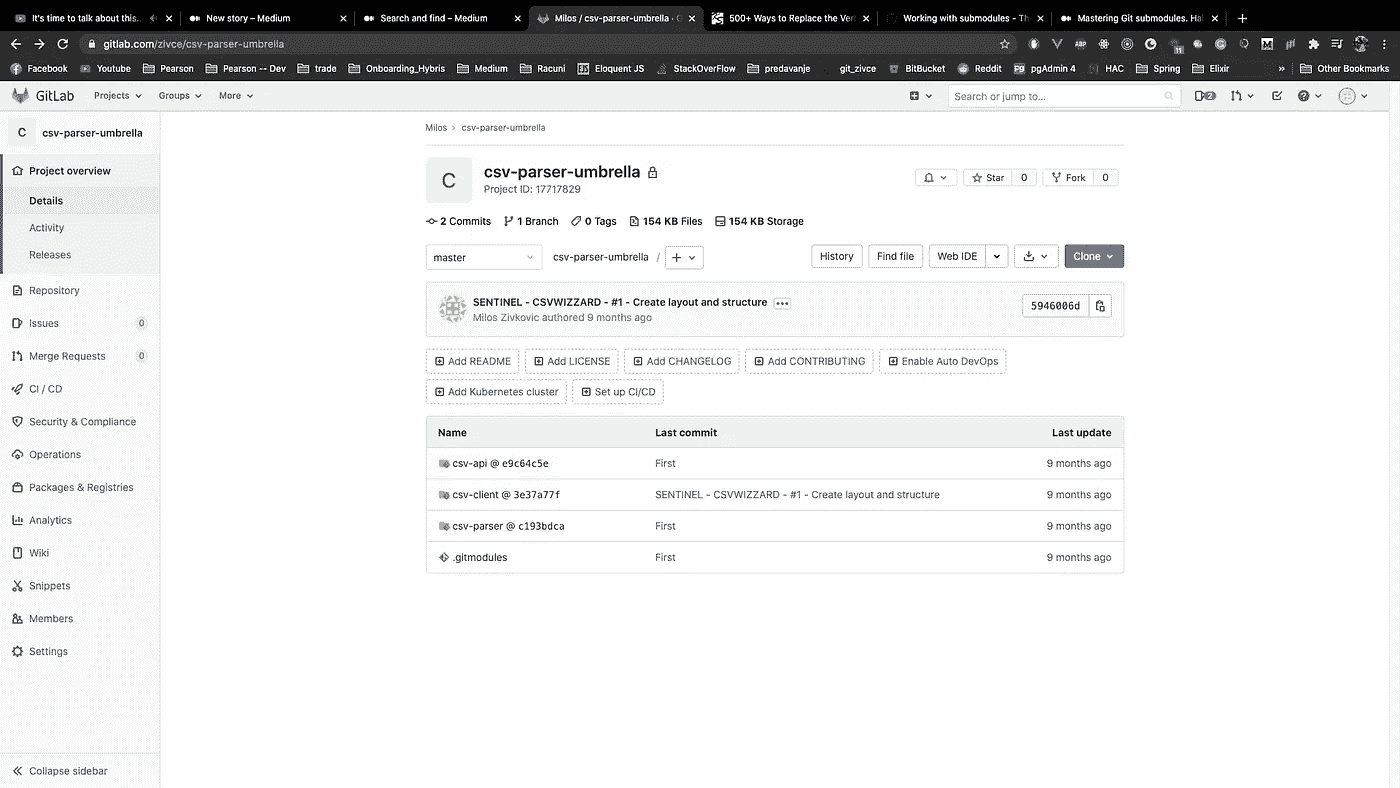 It's time to talk about this..
New story – Medium
Search and find – Medium
Milos / csv-parser-umbrella · G
500+ Ways to Replace the Ver
Working with submodules - Th
Mastering Git submodules. Ha
gitlab.com/zivce/csv-parser-umbrella
ABP
11
Facebook
Youtube
Pearson
Pearson -- Dev
trade
Onboarding_Hybris
Medium
Racuni
Eloquent JS
StackOverFlow
predavanje
git_zivce
BitBucket
Reddit
pgAdmin 4
HAC
Spring
Elixir
»
Other Bookmarks
GitLab
Projects
Groups
More
Search or jump to...
2
C
csv-parser-umbrella
Project overview
Details
Activity
Releases
Repository
Issues 0
Merge Requests 0
CI / CD
Security & Compliance
Operations
Packages & Registries
Analytics
Wiki
Snippets
Members
Settings
Collapse sidebar
Milos › csv-parser-umbrella
C
csv-parser-umbrella
Project ID: 17717829
Star 0
Fork 0
2 Commits
1 Branch
0 Tags
154 KB Files
154 KB Storage
master
csv-parser-umbrella / +
History
Find file
Web IDE
Clone
SENTINEL - CSVWIZZARD - #1 - Create layout and structure
Milos Zivkovic authored 9 months ago
5946006d
Add README
Add LICENSE
Add CHANGELOG
Add CONTRIBUTING
Enable Auto DevOps
Add Kubernetes cluster
Set up CI/CD
Name Last commit Last update
csv-api @ e9c64c5e First 9 months ago
csv-client @ 3e37a77f SENTINEL - CSVWIZZARD - #1 - Create layout and structure 9 months ago
csv-parser @ c193bdca First 9 months ago
.gitmodules First 9 months ago